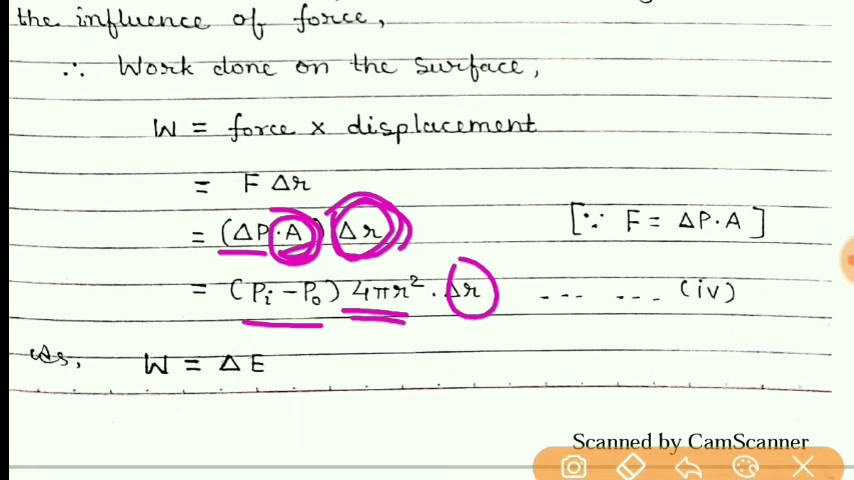 the influence of force,
∴ Work done on the surface,
W = force × displacement
= F Δr
= (ΔP·A) Δr [∵ F = ΔP·A]
= (Pi − Po) 4πr² · Δr --- --- --- (iv)
As, W = ΔE
Scanned by CamScanner